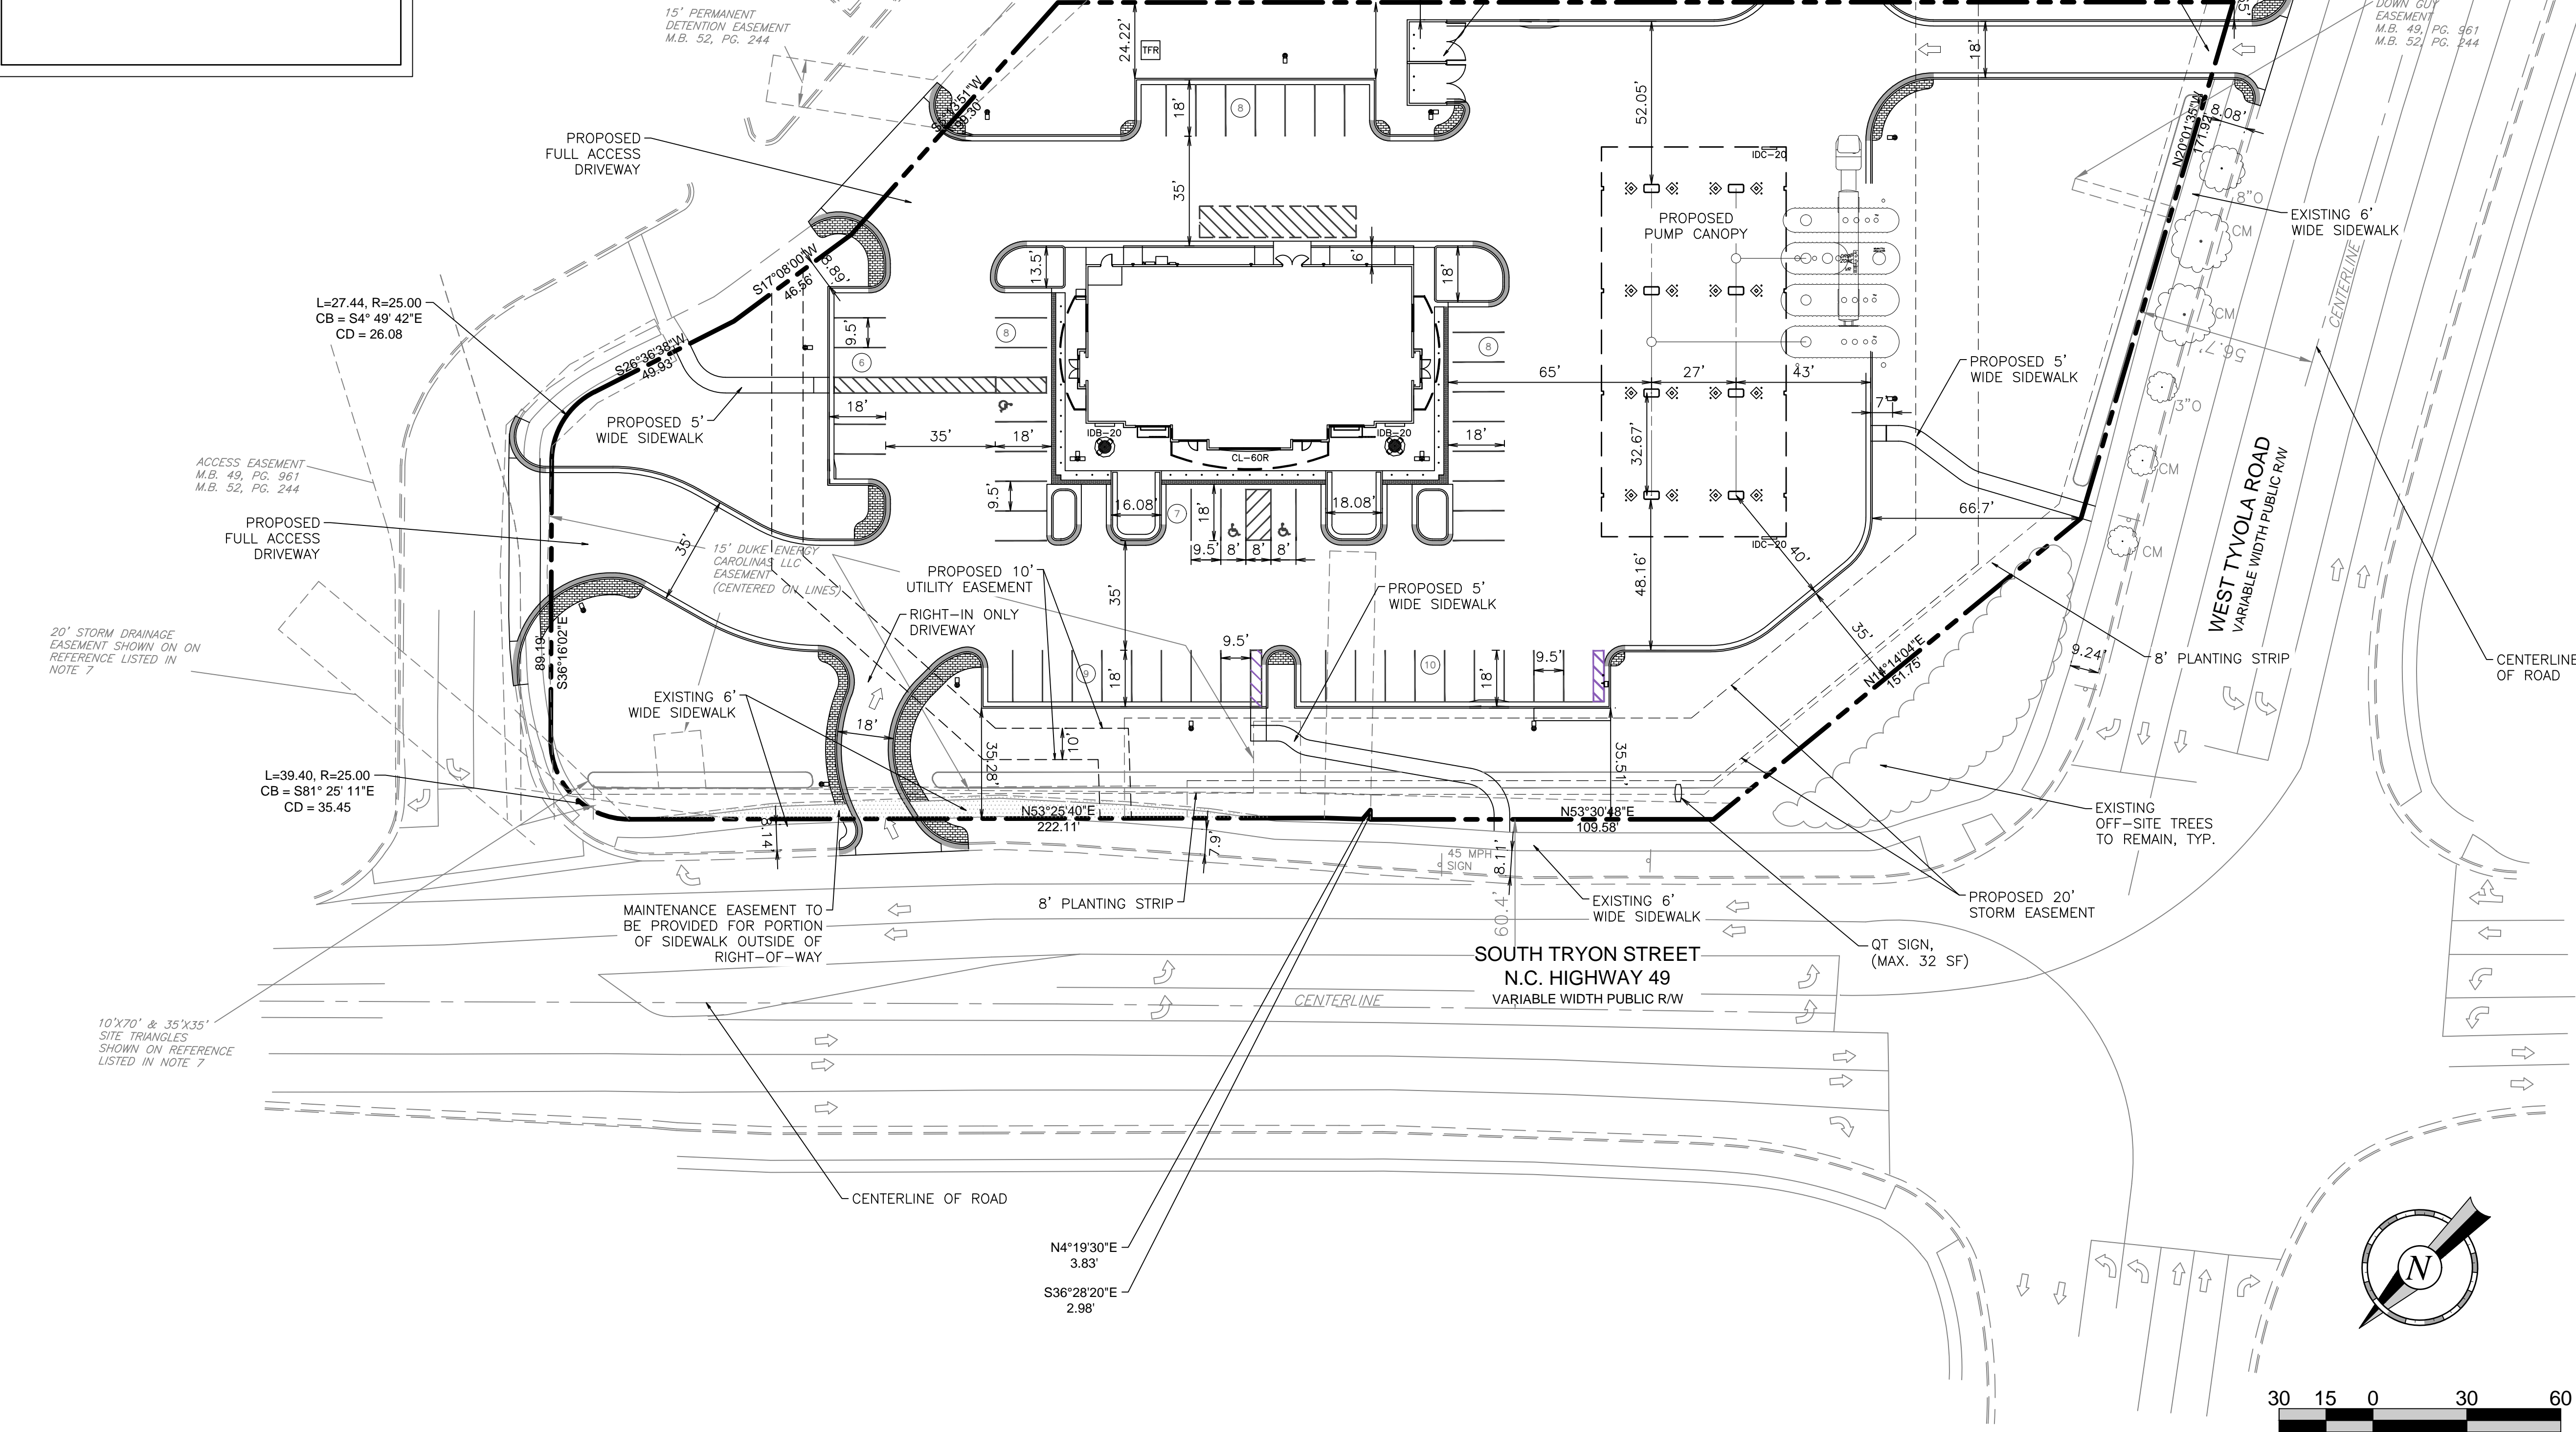 15' PERMANENT
DETENTION EASEMENT
M.B. 52, PG. 244
24.22'
TFR
DOWN GUY
EASEMENT
M.B. 49, PG. 961
M.B. 52, PG. 244
18'
52.05'
18'
8
35'
PROPOSED
FULL ACCESS
DRIVEWAY
IDC-20
PROPOSED
PUMP CANOPY
N20°01'35"W
171.92'
8.08'
8"O
CM
EXISTING 6'
WIDE SIDEWALK
CENTERLINE
S17°08'00"W
46.56'
8.89'
13.5'
6'
18'
L=27.44, R=25.00
CB = S4° 49' 42"E
CD = 26.08
9.5'
6
8
8
CM
56.7'
S26°36'38"W
49.93'
PROPOSED 5'
WIDE SIDEWALK
18'
35'
18'
65'
27'
43'
7'
PROPOSED 5'
WIDE SIDEWALK
3"O
IDB-20
IDB-20
CL-60R
18'
32.67'
CM
ACCESS EASEMENT
M.B. 49, PG. 961
M.B. 52, PG. 244
9.5'
16.08'
7
18'
18.08'
66.7'
WEST TYVOLA ROAD
VARIABLE WIDTH PUBLIC R/W
PROPOSED
FULL ACCESS
DRIVEWAY
35'
9.5'
8'
8'
8'
IDC-20
40'
CM
15' DUKE ENERGY
CAROLINAS LLC
EASEMENT
(CENTERED ON LINES)
PROPOSED 10'
UTILITY EASEMENT
35'
PROPOSED 5'
WIDE SIDEWALK
48.16'
RIGHT-IN ONLY
DRIVEWAY
20' STORM DRAINAGE
EASEMENT SHOWN ON ON
REFERENCE LISTED IN
NOTE 7
89.19'
S36°16'02"E
9.5'
9
18'
10
18'
9.5'
35'
N14°14'04"E
151.75'
9.24'
8' PLANTING STRIP
CENTERLINE
OF ROAD
EXISTING 6'
WIDE SIDEWALK
18'
35.28'
10'
35.51'
L=39.40, R=25.00
CB = S81° 25' 11"E
CD = 35.45
N53°25'40"E
222.11'
N53°30'48"E
109.58'
EXISTING
OFF-SITE TREES
TO REMAIN, TYP.
7.9'
45 MPH
SIGN
8.11'
MAINTENANCE EASEMENT TO
BE PROVIDED FOR PORTION
OF SIDEWALK OUTSIDE OF
RIGHT-OF-WAY
8' PLANTING STRIP
60.4'
EXISTING 6'
WIDE SIDEWALK
PROPOSED 20'
STORM EASEMENT
QT SIGN,
(MAX. 32 SF)
SOUTH TRYON STREET
N.C. HIGHWAY 49
VARIABLE WIDTH PUBLIC R/W
CENTERLINE
10'X70' & 35'X35'
SITE TRIANGLES
SHOWN ON REFERENCE
LISTED IN NOTE 7
CENTERLINE OF ROAD
N4°19'30"E
3.83'
S36°28'20"E
2.98'
N
30 15 0 30 60